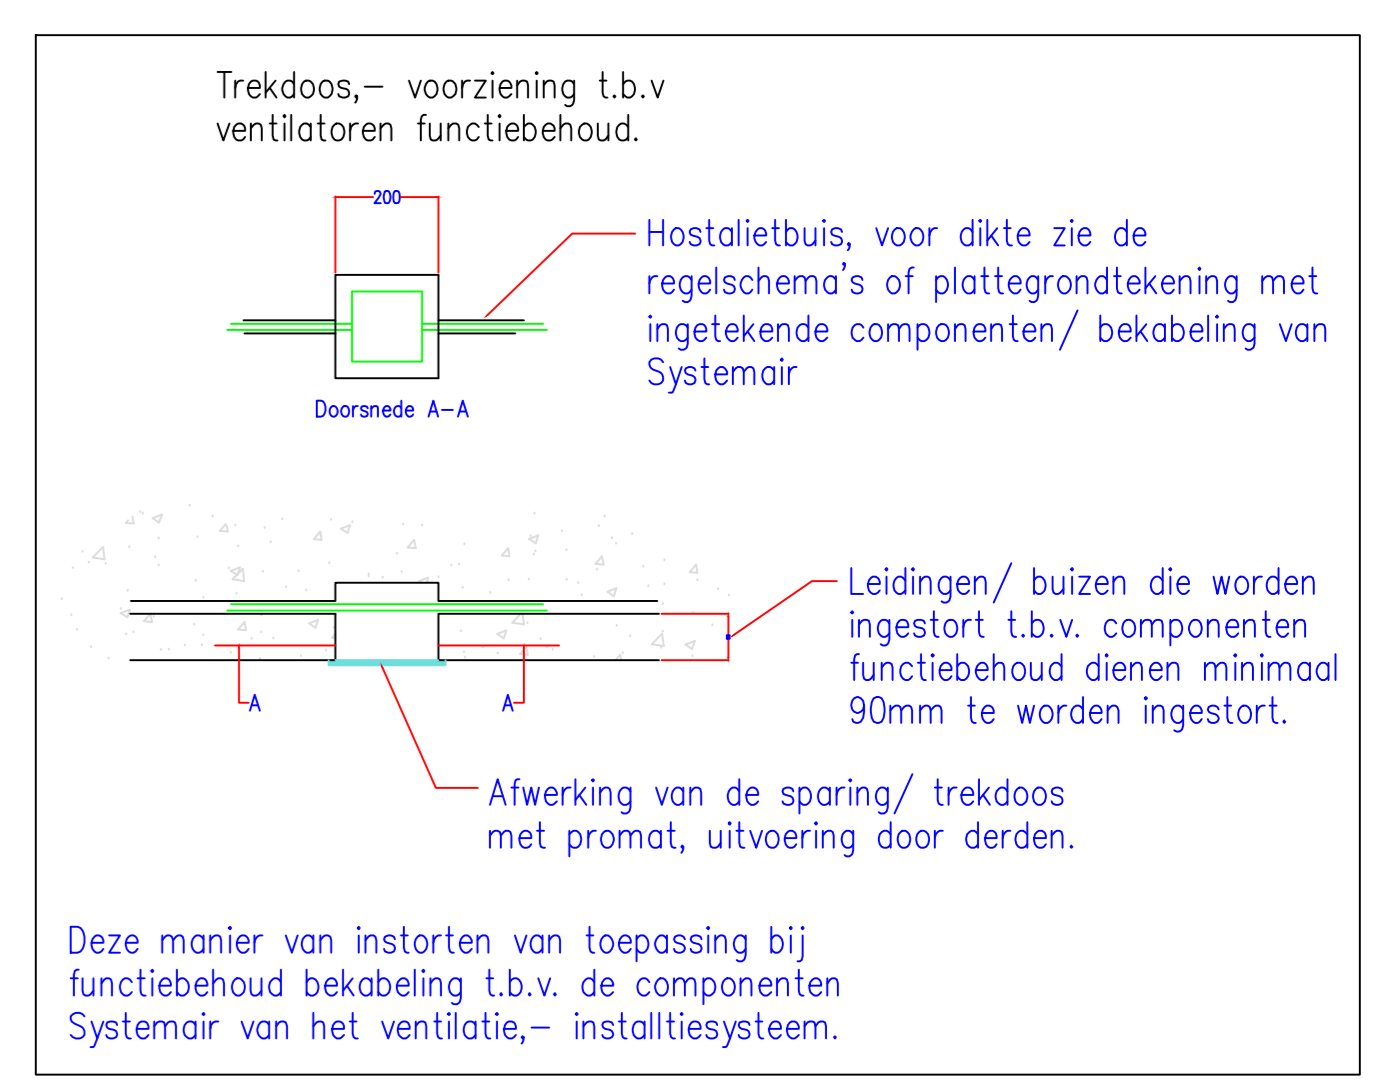 Trekdoos,- voorziening t.b.v
ventilatoren functiebehoud.
200
Hostalietbuis, voor dikte zie de
regelschema's of plattegrondtekening met
ingetekende componenten/ bekabeling van
Systemair
Doorsnede A-A
Leidingen/ buizen die worden
ingestort t.b.v. componenten
functiebehoud dienen minimaal
90mm te worden ingestort.
A
A
Afwerking van de sparing/ trekdoos
met promat, uitvoering door derden.
Deze manier van instorten van toepassing bij
functiebehoud bekabeling t.b.v. de componenten
Systemair van het ventilatie,- installtiesysteem.